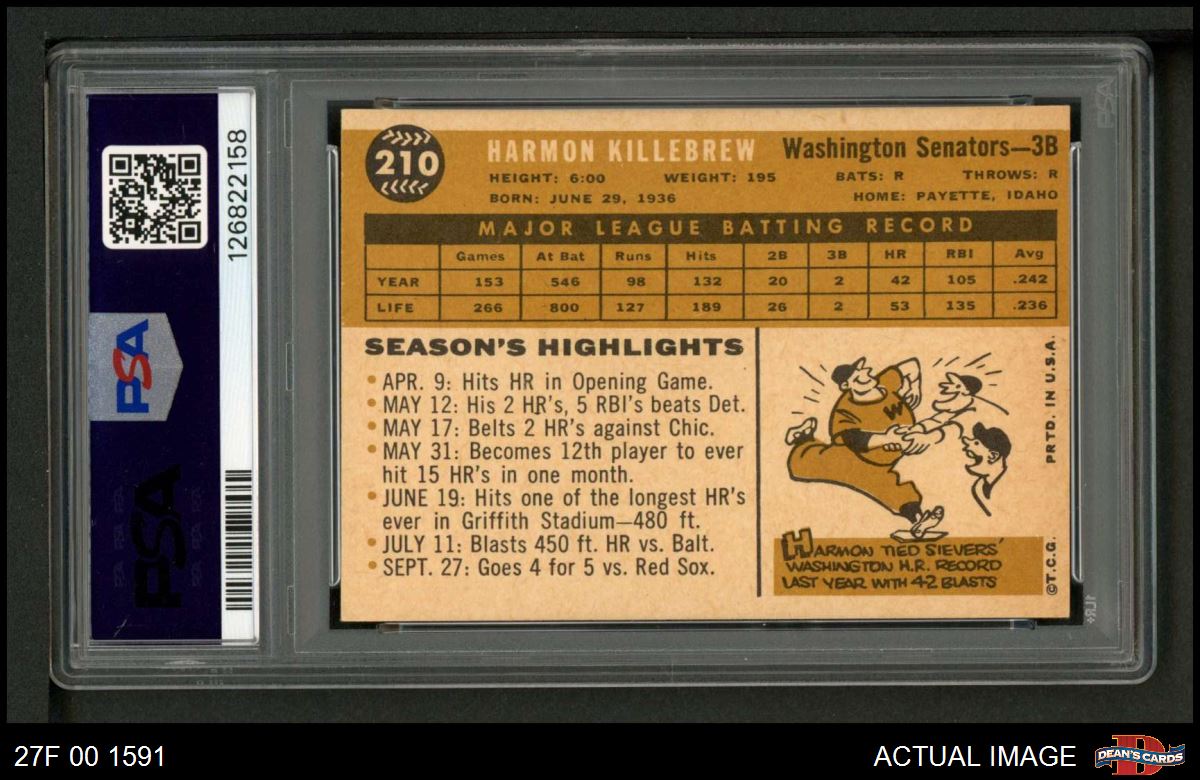 126822158
PSA
PSA
210
HARMON KILLEBREW
Washington Senators—3B
HEIGHT: 6:00 WEIGHT: 195 BATS: R THROWS: R
BORN: JUNE 29, 1936 HOME: PAYETTE, IDAHO
MAJOR LEAGUE BATTING RECORD
Games At Bat Runs Hits 2B 3B HR RBI Avg
YEAR 153 546 98 132 20 2 42 105 .242
LIFE 266 800 127 189 26 2 53 135 .236
SEASON'S HIGHLIGHTS
• APR. 9: Hits HR in Opening Game.
• MAY 12: His 2 HR's, 5 RBI's beats Det.
• MAY 17: Belts 2 HR's against Chic.
• MAY 31: Becomes 12th player to ever
hit 15 HR's in one month.
• JUNE 19: Hits one of the longest HR's
ever in Griffith Stadium—480 ft.
• JULY 11: Blasts 450 ft. HR vs. Balt.
• SEPT. 27: Goes 4 for 5 vs. Red Sox.
W
HARMON TIED SIEVERS'
WASHINGTON H.R. RECORD
LAST YEAR WITH 42 BLASTS
©T.C.G. PRTD. IN U.S.A.
PSA
27F 00 1591
ACTUAL IMAGE
DEAN'S CARDS